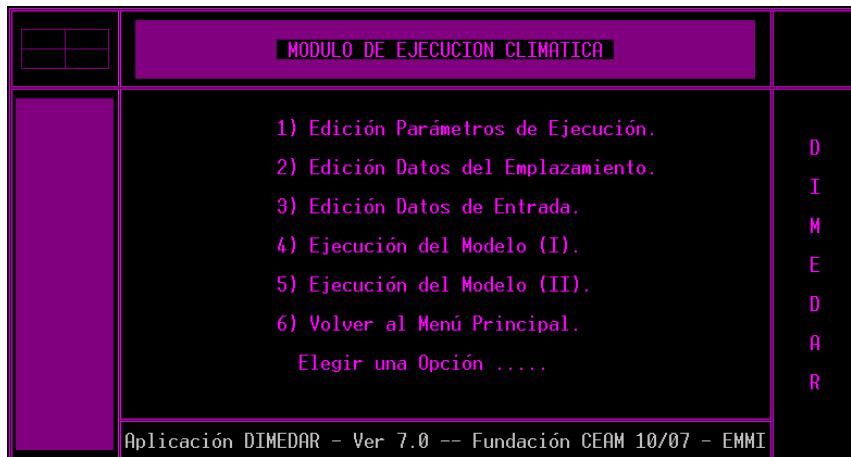 MODULO DE EJECUCION CLIMATICA
1) Edición Parámetros de Ejecución.
2) Edición Datos del Emplazamiento.
3) Edición Datos de Entrada.
4) Ejecución del Modelo (I).
5) Ejecución del Modelo (II).
6) Volver al Menú Principal.
Elegir una Opción .....
D
I
M
E
D
A
R
Aplicación DIMEDAR - Ver 7.0 -- Fundación CEAM 10/07 - EMMI